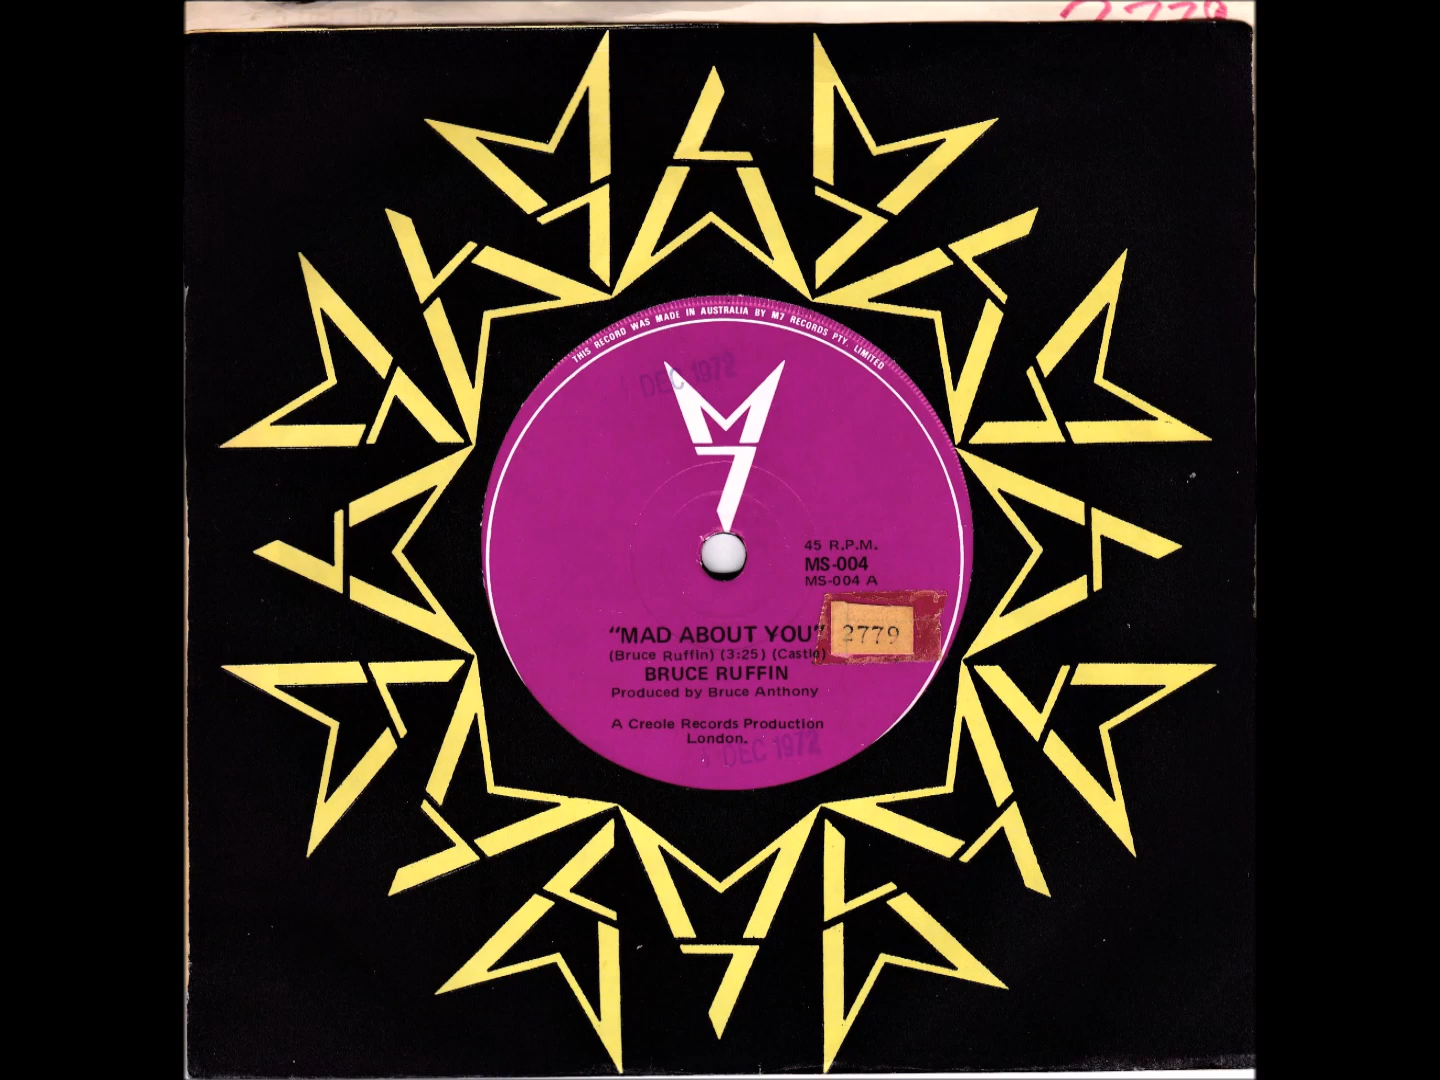 2779
THIS RECORD WAS MADE IN AUSTRALIA BY M7 RECORDS PTY. LIMITED
DEC 1972
M7
45 R.P.M.
MS-004
MS-004 A
2779
"MAD ABOUT YOU"
(Bruce Ruffin) (3:25) (Castle)
BRUCE RUFFIN
Produced by Bruce Anthony
A Creole Records Production
London.
DEC 1972